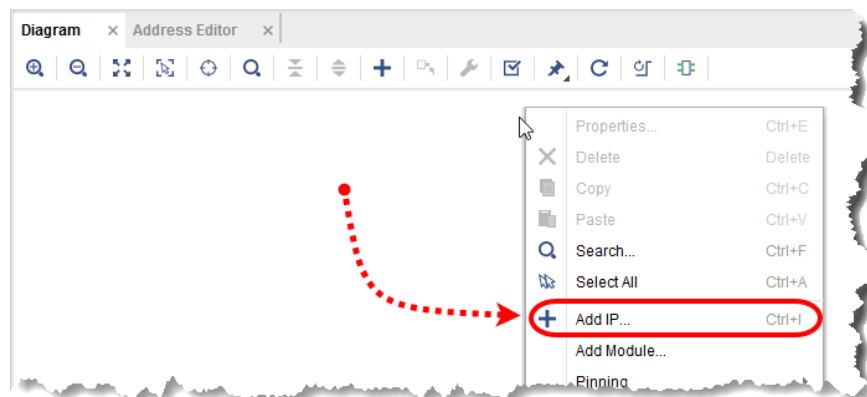 Diagram Address Editor
Properties... Ctrl+E
Delete Delete
Copy Ctrl+C
Paste Ctrl+V
Search... Ctrl+F
Select All Ctrl+A
Add IP... Ctrl+I
Add Module...
Pinning